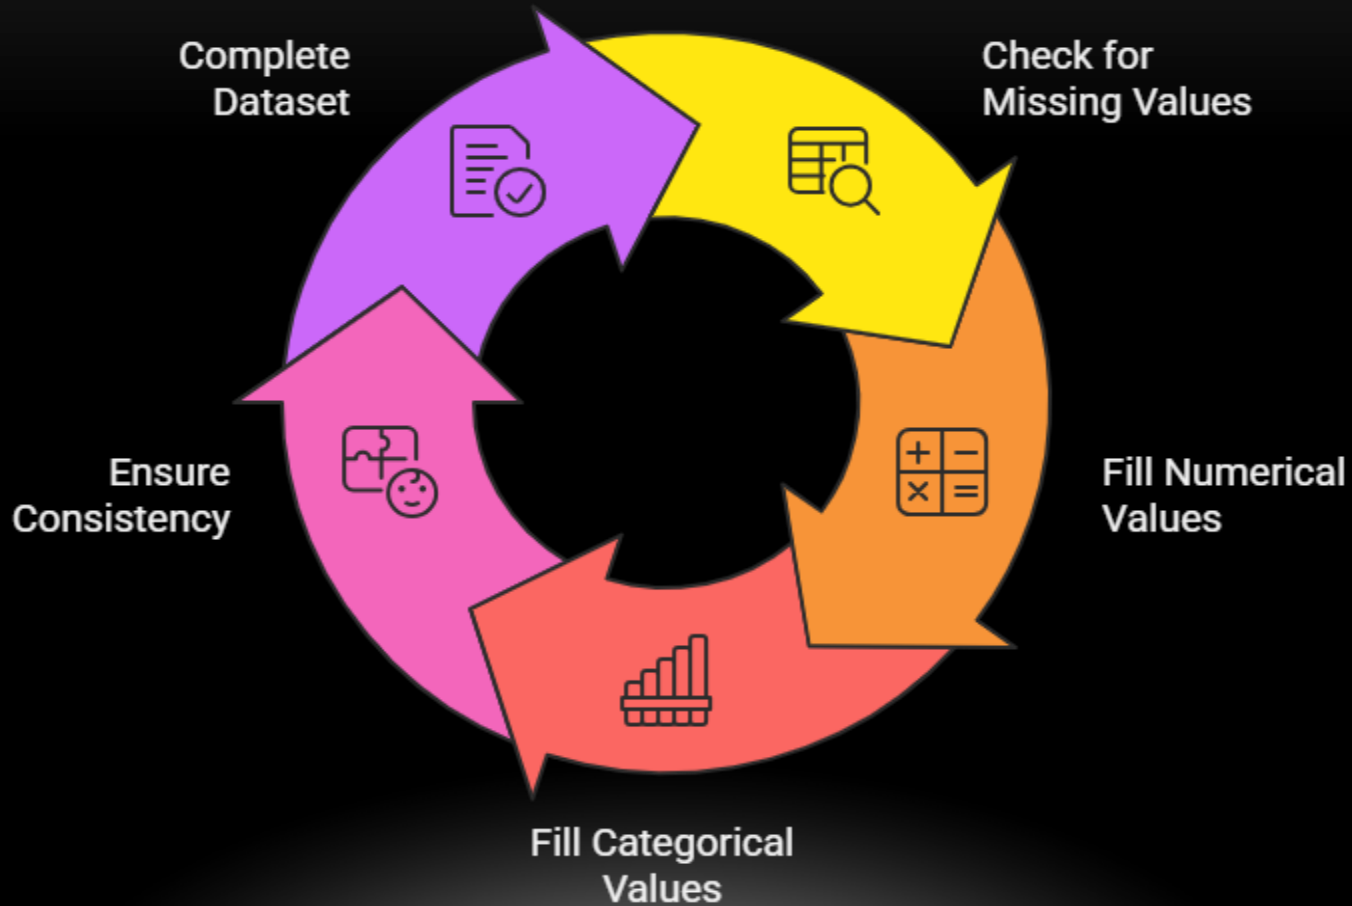 Complete
Dataset
Check for
Missing Values
Ensure
Consistency
Fill Numerical
Values
Fill Categorical
Values